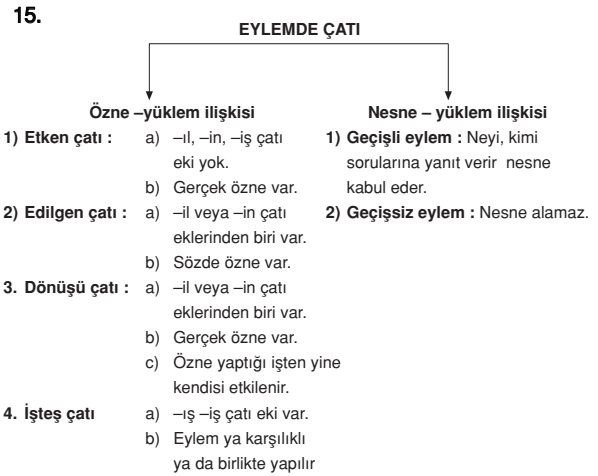 15.
EYLEMDE ÇATI
Özne –yüklem ilişkisi
1) Etken çatı : a) –ıl, –in, –iş çatı
eki yok.
b) Gerçek özne var.
2) Edilgen çatı : a) –il veya –in çatı
eklerinden biri var.
b) Sözde özne var.
3. Dönüşü çatı : a) –il veya –in çatı
eklerinden biri var.
b) Gerçek özne var.
c) Özne yaptığı işten yine
kendisi etkilenir.
4. İşteş çatı a) –ış –iş çatı eki var.
b) Eylem ya karşılıklı
ya da birlikte yapılır
Nesne – yüklem ilişkisi
1) Geçişli eylem : Neyi, kimi
sorularına yanıt verir nesne
kabul eder.
2) Geçişsiz eylem : Nesne alamaz.